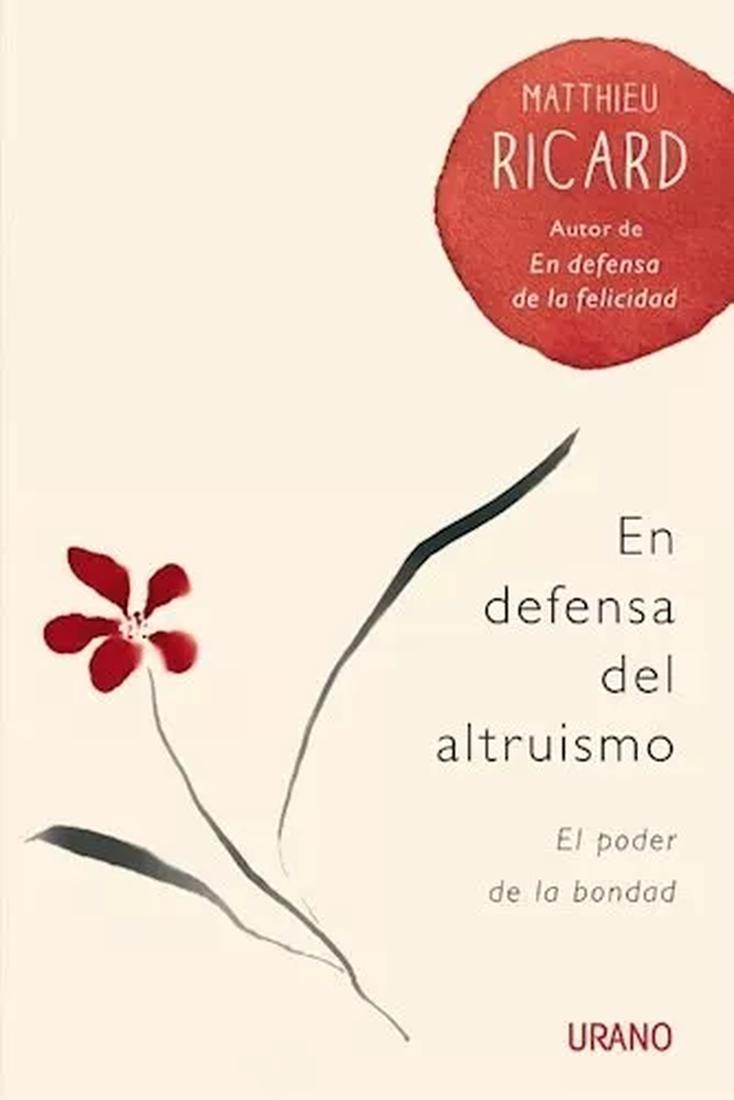 MATTHIEU
RICARD
Autor de
En defensa
de la felicidad
En
defensa
del
altruismo
El poder
de la bondad
URANO